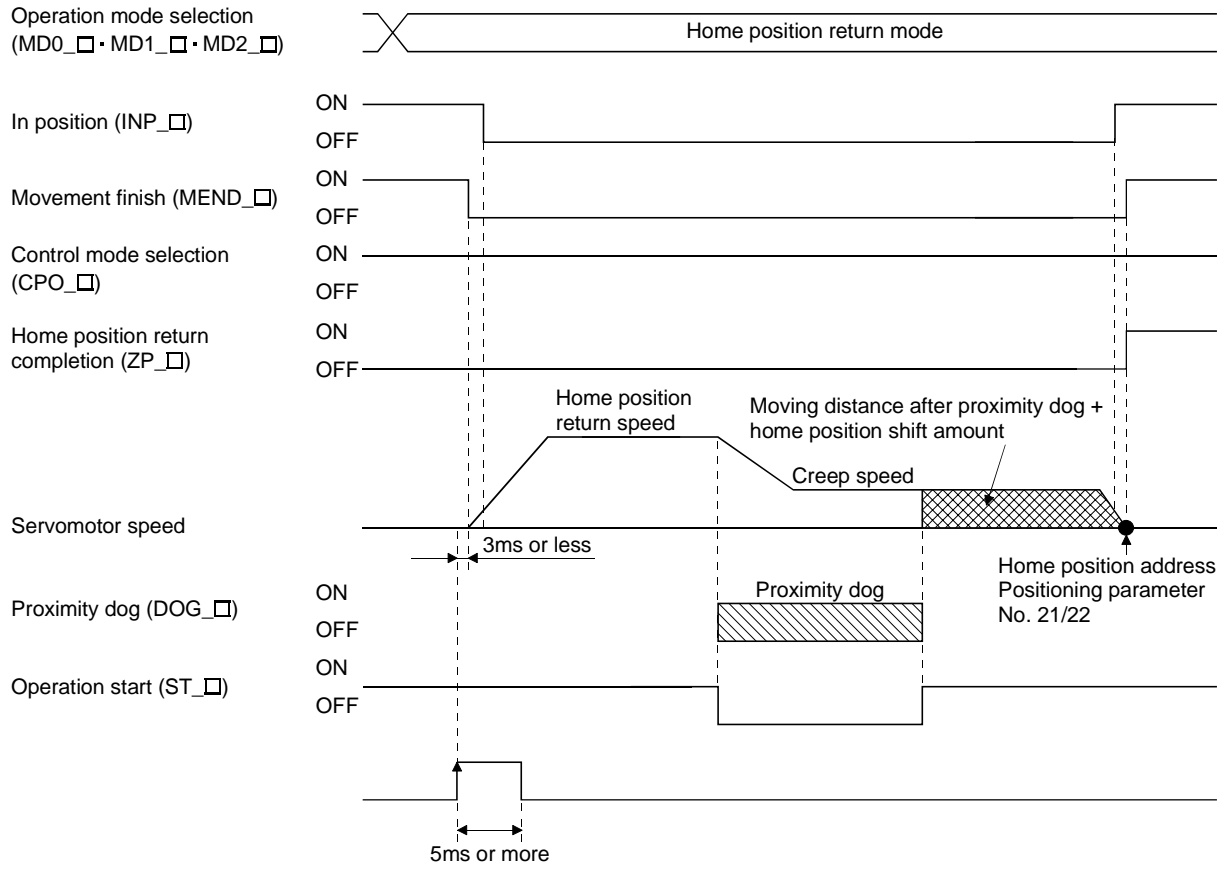 Operation mode selection
(MD0_□・MD1_□・MD2_□)
Home position return mode
In position (INP_□)
ON
OFF
Movement finish (MEND_□)
ON
OFF
Control mode selection
(CPO_□)
ON
OFF
Home position return
completion (ZP_□)
ON
OFF
Home position
return speed
Moving distance after proximity dog +
home position shift amount
Creep speed
Servomotor speed
3ms or less
Home position address
Positioning parameter
No. 21/22
Proximity dog (DOG_□)
ON
OFF
Proximity dog
Operation start (ST_□)
ON
OFF
5ms or more